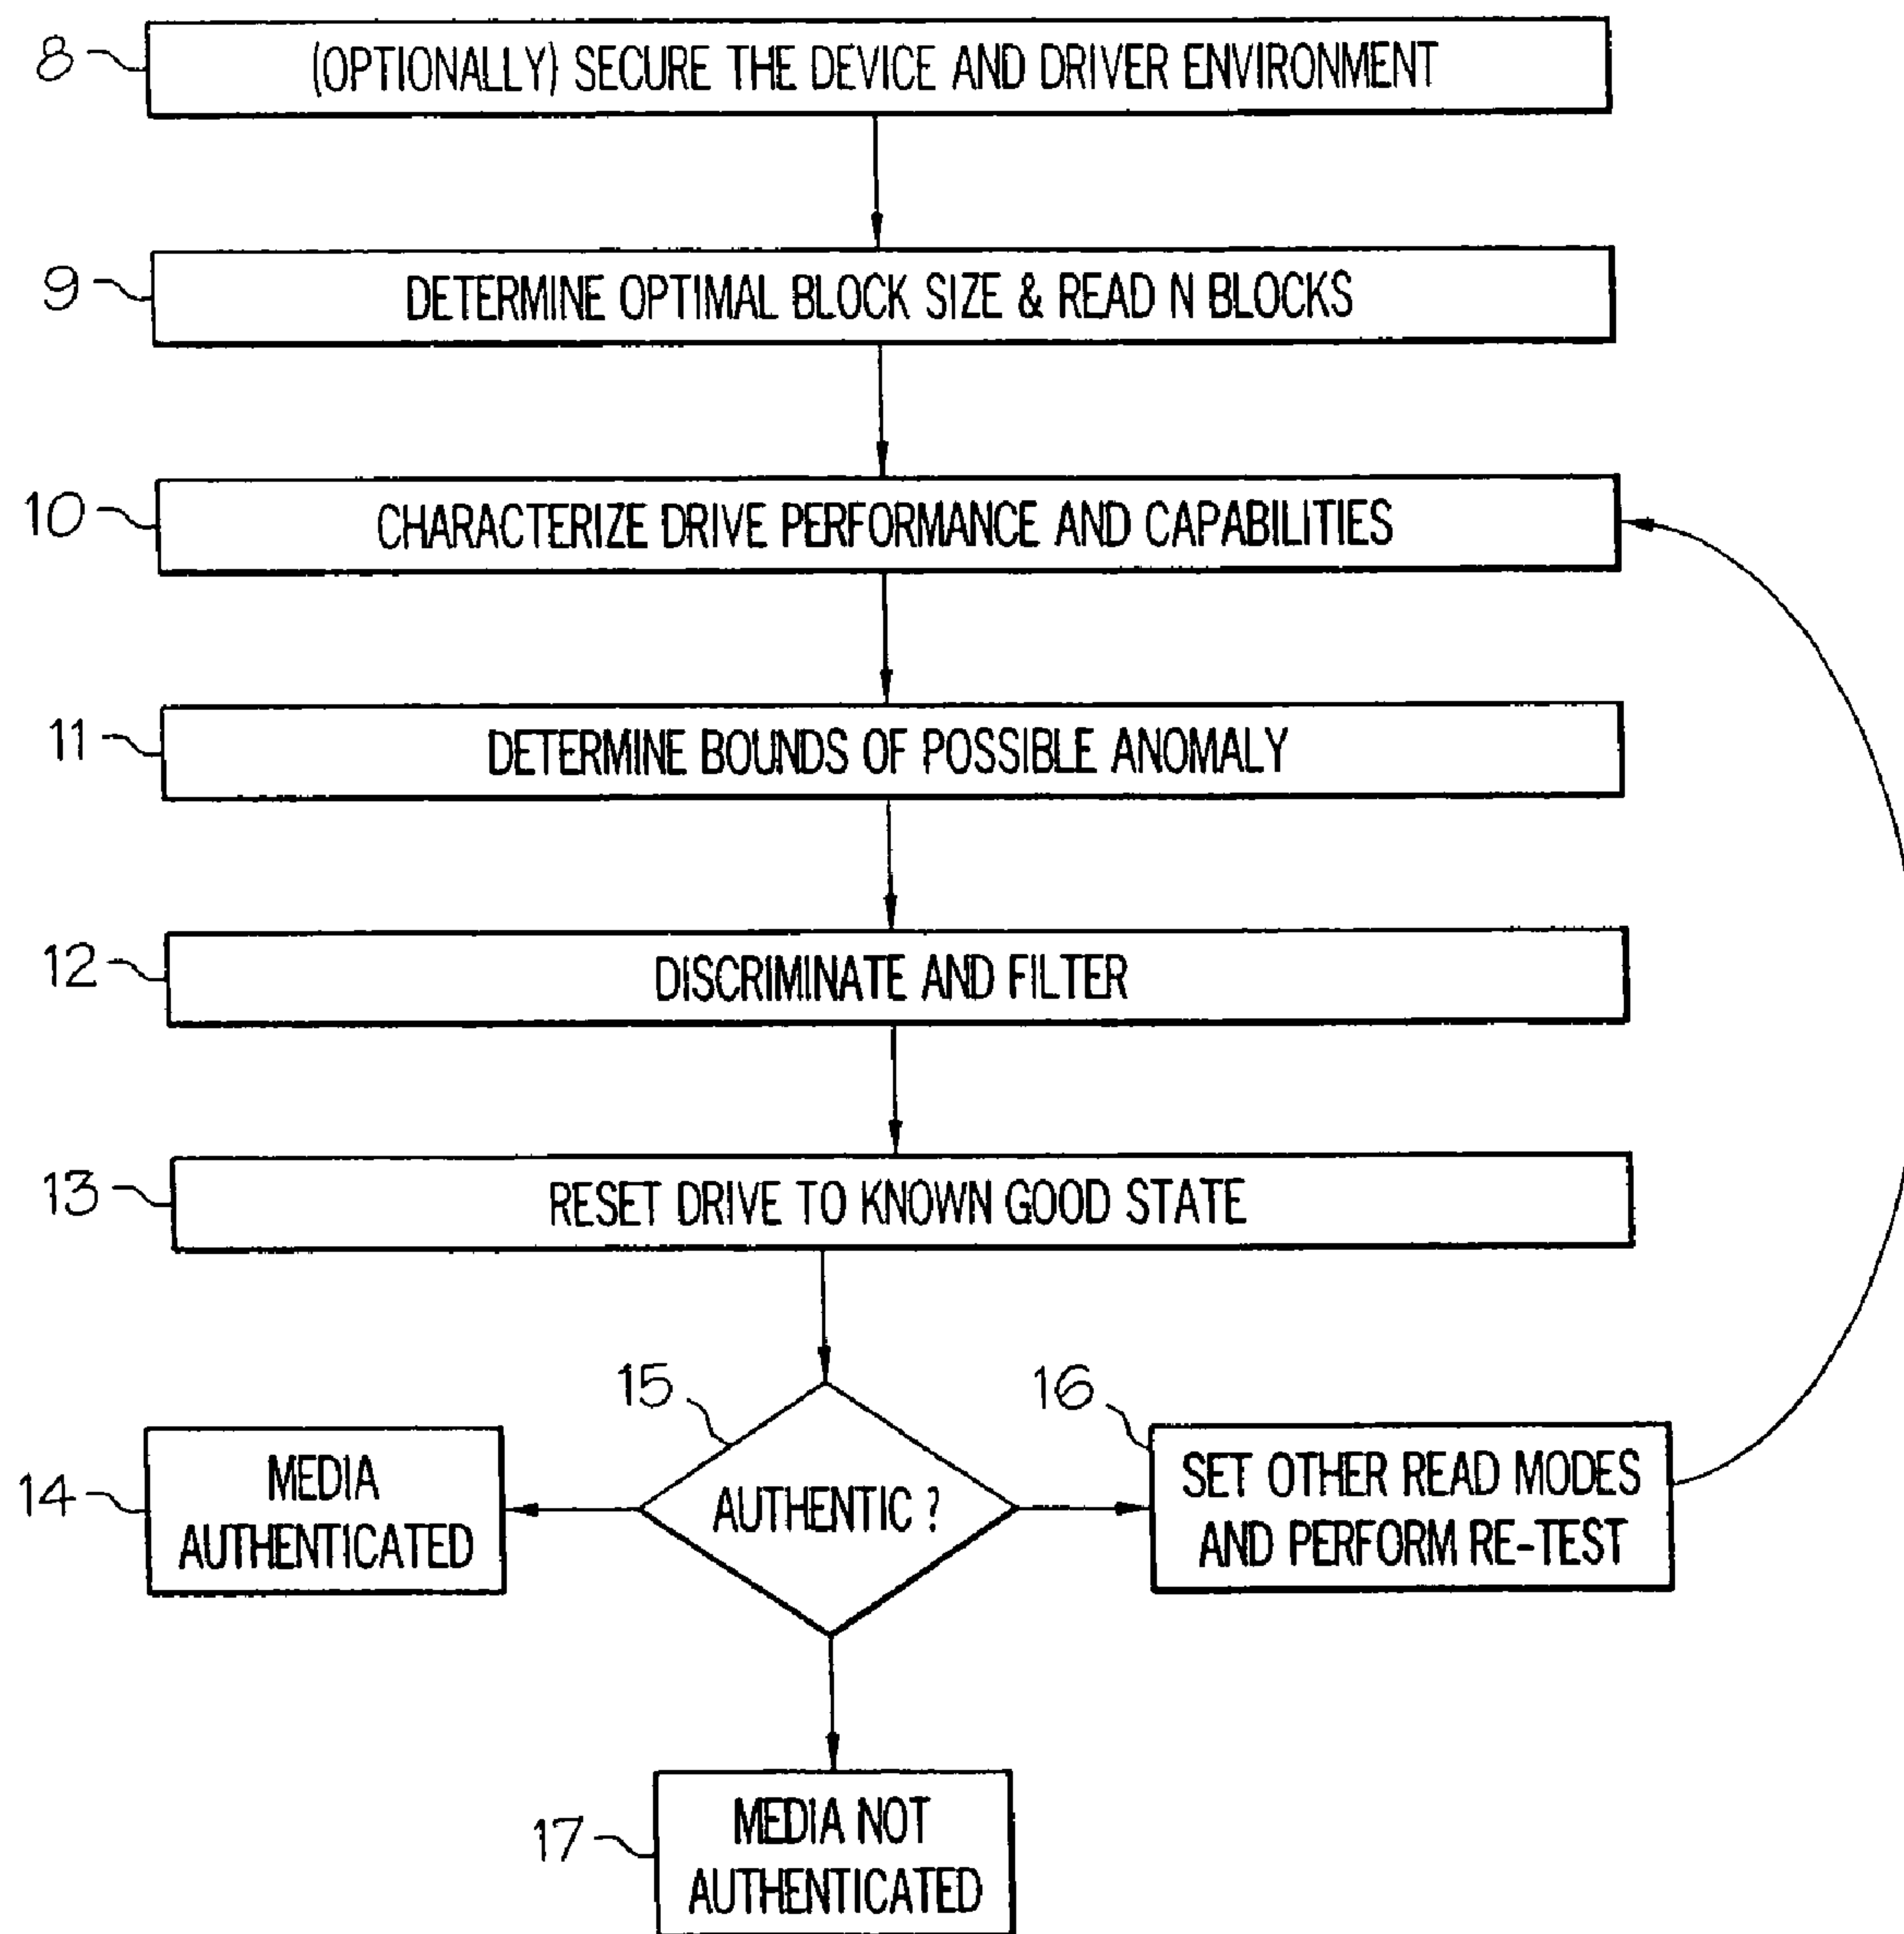 8 (OPTIONALLY) SECURE THE DEVICE AND DRIVER ENVIRONMENT
9 DETERMINE OPTIMAL BLOCK SIZE & READ N BLOCKS
10 CHARACTERIZE DRIVE PERFORMANCE AND CAPABILITIES
11 DETERMINE BOUNDS OF POSSIBLE ANOMALY
12 DISCRIMINATE AND FILTER
13 RESET DRIVE TO KNOWN GOOD STATE
14
MEDIA
AUTHENTICATED
15
AUTHENTIC ?
16
SET OTHER READ MODES
AND PERFORM RE-TEST
17
MEDIA NOT
AUTHENTICATED